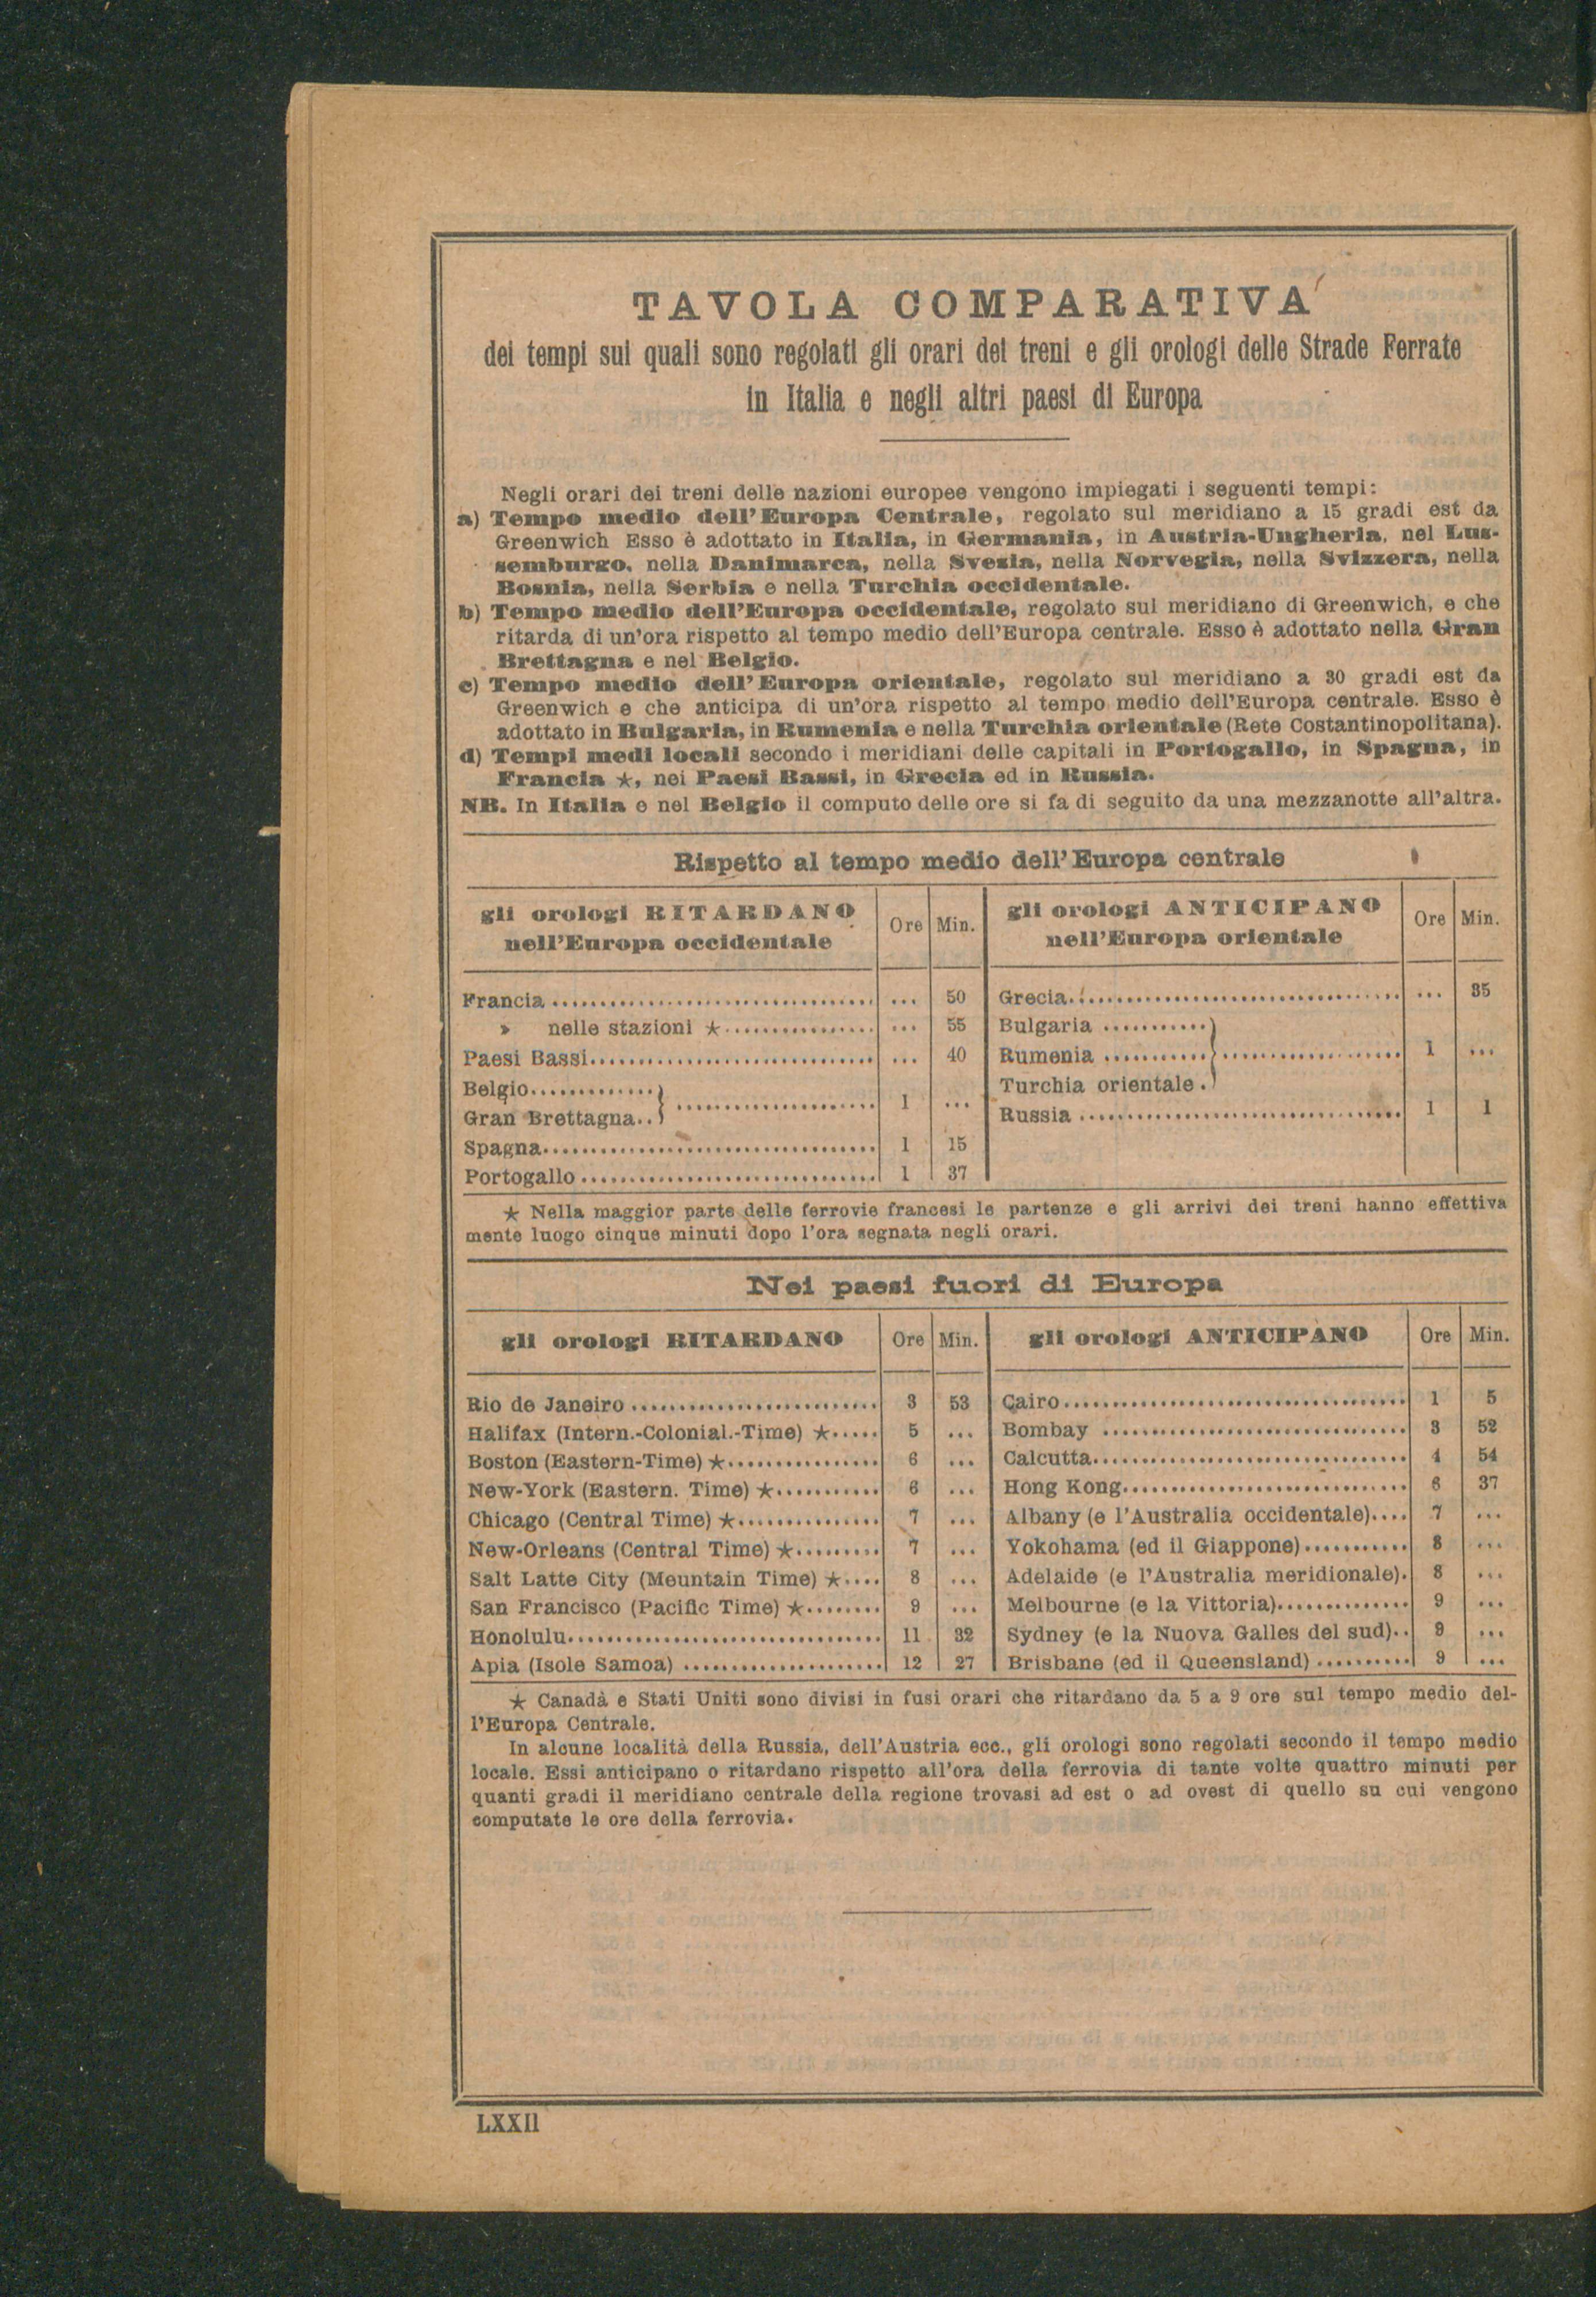 TAVOLA COMPARATIVA
dei tempi sui quali sono regolati gli orari dei treni e gli orologi delle Strade Ferrate
in Italia e negli altri paesi di Europa
Negli orari dei treni delle nazioni europee vengono impiegati i seguenti tempi:
a) Tempo medio dell'Europa Centrale, regolato sul meridiano a 15 gradi est da
Greenwich Esso è adottato in Italia, in Germania, in Austria-Ungheria, nel Lus-
semburgo, nella Danimarca, nella Svezia, nella Norvegia, nella Svizzera, nella
Bosnia, nella Serbia e nella Turchia occidentale.
b) Tempo medio dell'Europa occidentale, regolato sul meridiano di Greenwich, e che
ritarda di un'ora rispetto al tempo medio dell'Europa centrale. Esso è adottato nella Gran
Brettagna e nel Belgio.
c) Tempo medio dell'Europa orientale, regolato sul meridiano a 30 gradi est da
Greenwich e che anticipa di un'ora rispetto al tempo medio dell'Europa centrale. Esso è
adottato in Bulgaria, in Rumenia e nella Turchia orientale (Rete Costantinopolitana).
d) Tempi medi locali secondo i meridiani delle capitali in Portogallo, in Spagna, in
Francia ★, nei Paesi Bassi, in Grecia ed in Russia.
NB. In Italia e nel Belgio il computo delle ore si fa di seguito da una mezzanotte all'altra.
Rispetto al tempo medio dell'Europa centrale
gli orologi RITARDANO nell'Europa occidentale | Ore | Min. | gli orologi ANTICIPANO nell'Europa orientale | Ore | Min.
Francia ... 50 | Grecia ... 35
» nelle stazioni ★ ... 55 | Bulgaria
Paesi Bassi ... 40 | Rumenia 1 ...
Belgio | Turchia orientale
Gran Brettagna 1 ... | Russia 1 1
Spagna 1 15
Portogallo 1 37
★ Nella maggior parte delle ferrovie francesi le partenze e gli arrivi dei treni hanno effettiva
mente luogo cinque minuti dopo l'ora segnata negli orari.
Nei paesi fuori di Europa
gli orologi RITARDANO | Ore | Min. | gli orologi ANTICIPANO | Ore | Min.
Rio de Janeiro 3 53 | Cairo 1 5
Halifax (Intern.-Colonial.-Time) ★ 5 ... | Bombay 3 52
Boston (Eastern-Time) ★ 6 ... | Calcutta 4 54
New-York (Eastern. Time) ★ 6 ... | Hong Kong 6 37
Chicago (Central Time) ★ 7 ... | Albany (e l'Australia occidentale) 7 ...
New-Orleans (Central Time) ★ 7 ... | Yokohama (ed il Giappone) 8 ...
Salt Latte City (Mountain Time) ★ 8 ... | Adelaide (e l'Australia meridionale). 8 ...
San Francisco (Pacific Time) ★ 9 ... | Melbourne (e la Vittoria) 9 ...
Honolulu 11 32 | Sydney (e la Nuova Galles del sud) 9 ...
Apia (Isole Samoa) 12 27 | Brisbane (ed il Queensland) 9 ...
★ Canadà e Stati Uniti sono divisi in fusi orari che ritardano da 5 a 9 ore sul tempo medio del-
l'Europa Centrale.
In alcune località della Russia, dell'Austria ecc., gli orologi sono regolati secondo il tempo medio
locale. Essi anticipano o ritardano rispetto all'ora della ferrovia di tante volte quattro minuti per
quanti gradi il meridiano centrale della regione trovasi ad est o ad ovest di quello su cui vengono
computate le ore della ferrovia.
LXXII